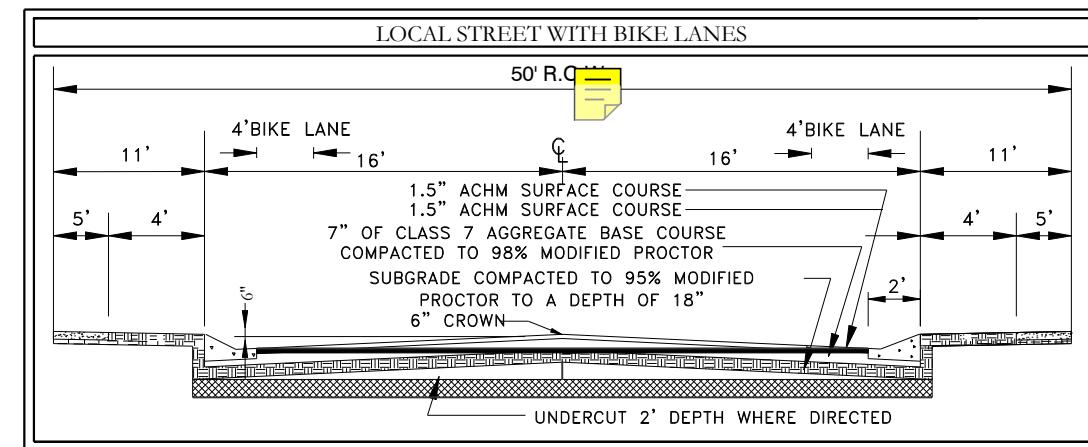 LOCAL STREET WITH BIKE LANES
50' R.O.W.
4'BIKE LANE
4'BIKE LANE
11'
16'
℄
16'
11'
1.5" ACHM SURFACE COURSE
1.5" ACHM SURFACE COURSE
5'
4'
4'
5'
7" OF CLASS 7 AGGREGATE BASE COURSE
COMPACTED TO 98% MODIFIED PROCTOR
SUBGRADE COMPACTED TO 95% MODIFIED
PROCTOR TO A DEPTH OF 18"
2'
6"
6" CROWN
UNDERCUT 2' DEPTH WHERE DIRECTED